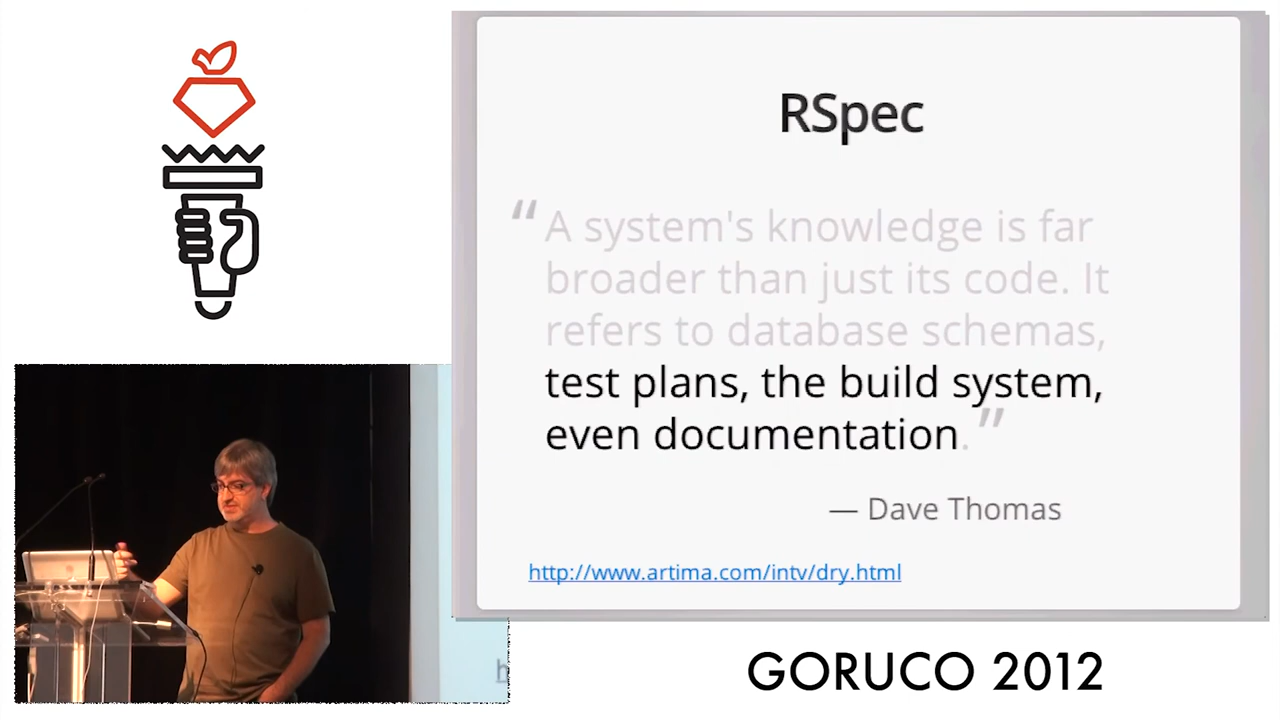 RSpec
“A system's knowledge is far
broader than just its code. It
refers to database schemas,
test plans, the build system,
even documentation.”
— Dave Thomas
http://www.artima.com/intv/dry.html
h
GORUCO 2012